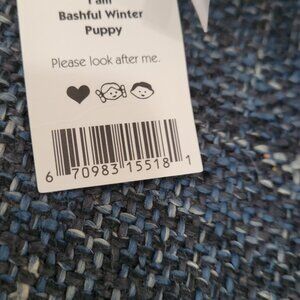 I am
Bashful Winter
Puppy
Please look after me.
6 70983 15518 1